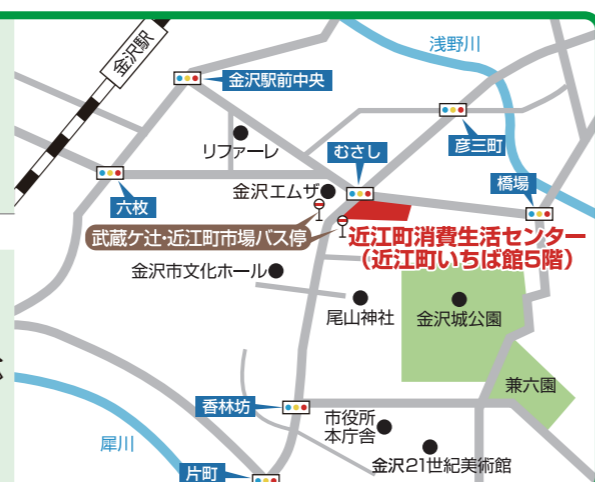 金沢駅
浅野川
金沢駅前中央
リファーレ
むさし
彦三町
六枚
金沢エムザ
橋場
武蔵ケ辻・近江町市場バス停
近江町消費生活センター
(近江町いちば館5階)
金沢市文化ホール
尾山神社
金沢城公園
兼六園
香林坊
市役所
本庁舎
犀川
金沢21世紀美術館
片町